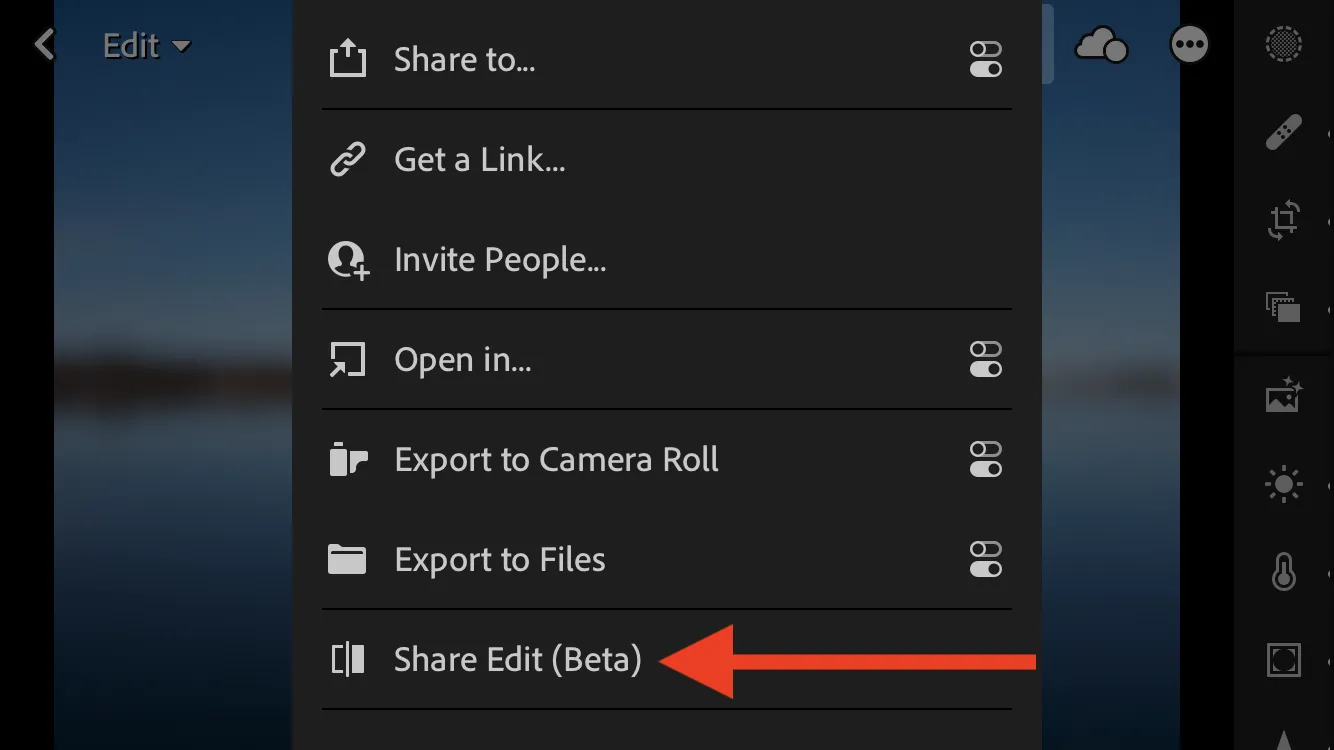 Edit
Share to...
Get a Link...
Invite People...
Open in...
Export to Camera Roll
Export to Files
Share Edit (Beta)